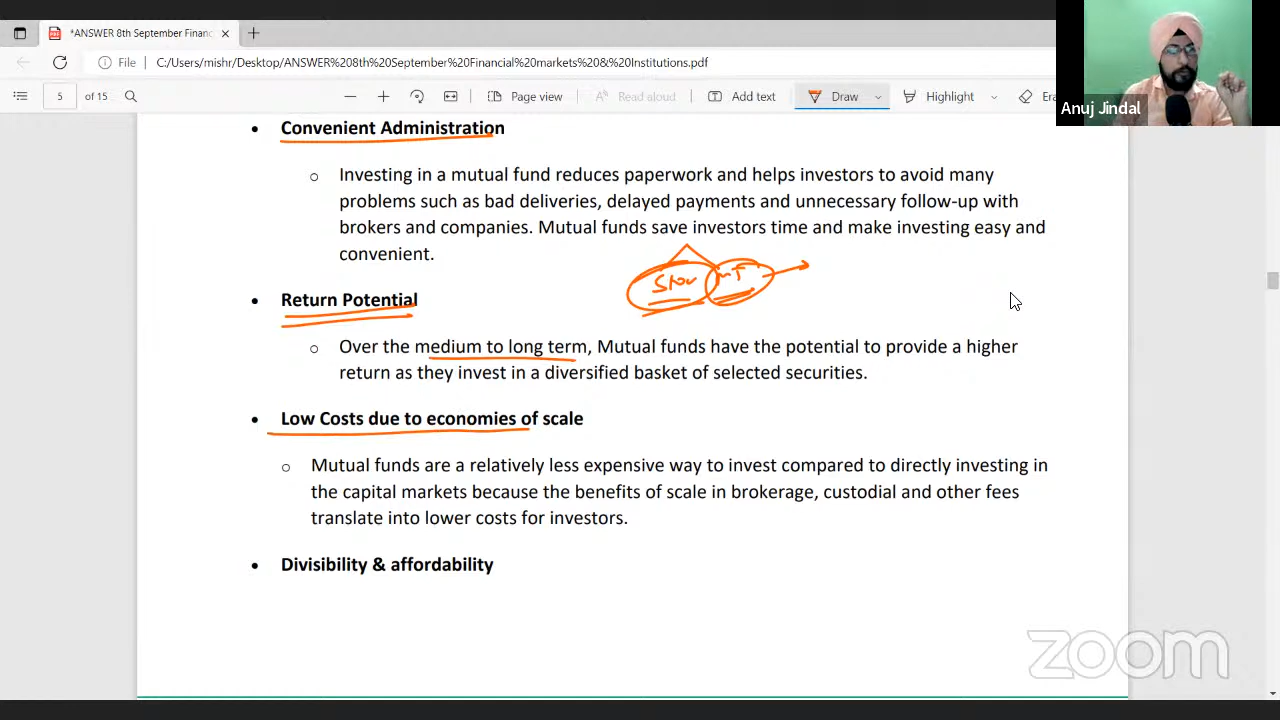 *ANSWER 8th September Financ
File
C:/Users/mishr/Desktop/ANSWER%208th%20September%20Financial%20markets%20&%20Institutions.pdf
5 of 15
Page view
Read aloud
Add text
Draw
Highlight
Era
Anuj Jindal
• Convenient Administration
o Investing in a mutual fund reduces paperwork and helps investors to avoid many
problems such as bad deliveries, delayed payments and unnecessary follow-up with
brokers and companies. Mutual funds save investors time and make investing easy and
convenient.
MF
• Return Potential
o Over the medium to long term, Mutual funds have the potential to provide a higher
return as they invest in a diversified basket of selected securities.
• Low Costs due to economies of scale
o Mutual funds are a relatively less expensive way to invest compared to directly investing in
the capital markets because the benefits of scale in brokerage, custodial and other fees
translate into lower costs for investors.
• Divisibility & affordability
zoom